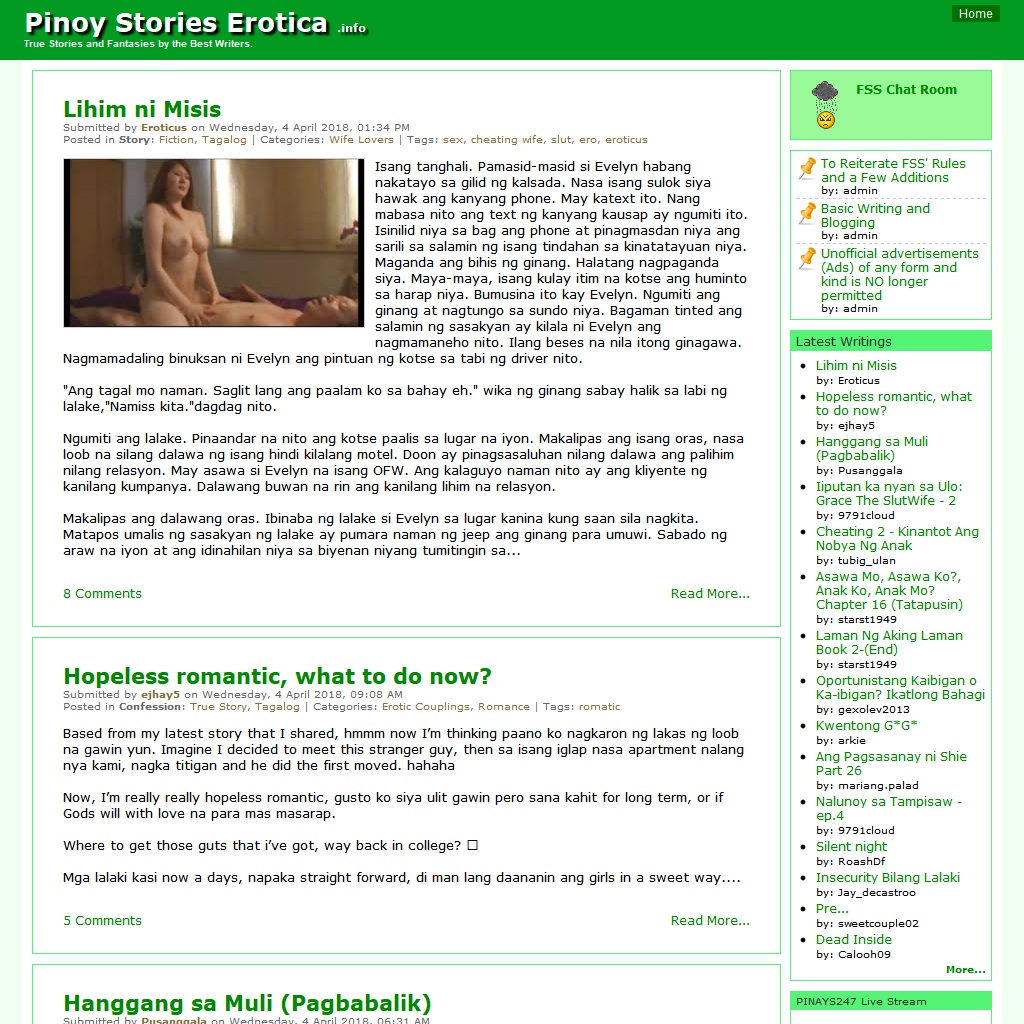 Pinoy Stories Erotica .info
True Stories and Fantasies by the Best Writers.
Home
Lihim ni Misis
Submitted by Eroticus on Wednesday, 4 April 2018, 01:34 PM
Posted in Story: Fiction, Tagalog | Categories: Wife Lovers | Tags: sex, cheating wife, slut, ero, eroticus
Isang tanghali. Pamasid-masid si Evelyn habang
nakatayo sa gilid ng kalsada. Nasa isang sulok siya
hawak ang kanyang phone. May katext ito. Nang
mabasa nito ang text ng kanyang kausap ay ngumiti ito.
Isinilid niya sa bag ang phone at pinagmasdan niya ang
sarili sa salamin ng isang tindahan sa kinatatayuan niya.
Maganda ang bihis ng ginang. Halatang nagpaganda
siya. Maya-maya, isang kulay itim na kotse ang huminto
sa harap niya. Bumusina ito kay Evelyn. Ngumiti ang
ginang at nagtungo sa sundo niya. Bagaman tinted ang
salamin ng sasakyan ay kilala ni Evelyn ang
nagmamaneho nito. Ilang beses na nila itong ginagawa.
Nagmamadaling binuksan ni Evelyn ang pintuan ng kotse sa tabi ng driver nito.
"Ang tagal mo naman. Saglit lang ang paalam ko sa bahay eh." wika ng ginang sabay halik sa labi ng
lalake,"Namiss kita."dagdag nito.
Ngumiti ang lalake. Pinaandar na nito ang kotse paalis sa lugar na iyon. Makalipas ang isang oras, nasa
loob na silang dalawa ng isang hindi kilalang motel. Doon ay pinagsasaluhan nilang dalawa ang palihim
nilang relasyon. May asawa si Evelyn na isang OFW. Ang kalaguyo naman nito ay ang kliyente ng
kanilang kumpanya. Dalawang buwan na rin ang kanilang lihim na relasyon.
Makalipas ang dalawang oras. Ibinaba ng lalake si Evelyn sa lugar kanina kung saan sila nagkita.
Matapos umalis ng sasakyan ng lalake ay pumara naman ng jeep ang ginang para umuwi. Sabado ng
araw na iyon at ang idinahilan niya sa biyenan niyang tumitingin sa...
8 Comments
Read More...
Hopeless romantic, what to do now?
Submitted by ejhay5 on Wednesday, 4 April 2018, 09:08 AM
Posted in Confession: True Story, Tagalog | Categories: Erotic Couplings, Romance | Tags: romatic
Based from my latest story that I shared, hmmm now I’m thinking paano ko nagkaron ng lakas ng loob
na gawin yun. Imagine I decided to meet this stranger guy, then sa isang iglap nasa apartment nalang
nya kami, nagka titigan and he did the first moved. hahaha
Now, I’m really really hopeless romantic, gusto ko siya ulit gawin pero sana kahit for long term, or if
Gods will with love na para mas masarap.
Where to get those guts that i’ve got, way back in college? □
Mga lalaki kasi now a days, napaka straight forward, di man lang daananin ang girls in a sweet way....
5 Comments
Read More...
Hanggang sa Muli (Pagbabalik)
Submitted by Pusanggala on Wednesday, 4 April 2018, 06:31 AM
FSS Chat Room
To Reiterate FSS' Rules
and a Few Additions
by: admin
Basic Writing and
Blogging
by: admin
Unofficial advertisements
(Ads) of any form and
kind is NO longer
permitted
by: admin
Latest Writings
Lihim ni Misis
by: Eroticus
Hopeless romantic, what
to do now?
by: ejhay5
Hanggang sa Muli
(Pagbabalik)
by: Pusanggala
Iiputan ka nyan sa Ulo:
Grace The SlutWife - 2
by: 9791cloud
Cheating 2 - Kinantot Ang
Nobya Ng Anak
by: tubig_ulan
Asawa Mo, Asawa Ko?,
Anak Ko, Anak Mo?
Chapter 16 (Tatapusin)
by: starst1949
Laman Ng Aking Laman
Book 2-(End)
by: starst1949
Oportunistang Kaibigan o
Ka-ibigan? Ikatlong Bahagi
by: gexolev2013
Kwentong G*G*
by: arkie
Ang Pagsasanay ni Shie
Part 26
by: mariang.palad
Nalunoy sa Tampisaw -
ep.4
by: 9791cloud
Silent night
by: RoashDf
Insecurity Bilang Lalaki
by: Jay_decastroo
Pre...
by: sweetcouple02
Dead Inside
by: Calooh09
More...
PINAYS247 Live Stream